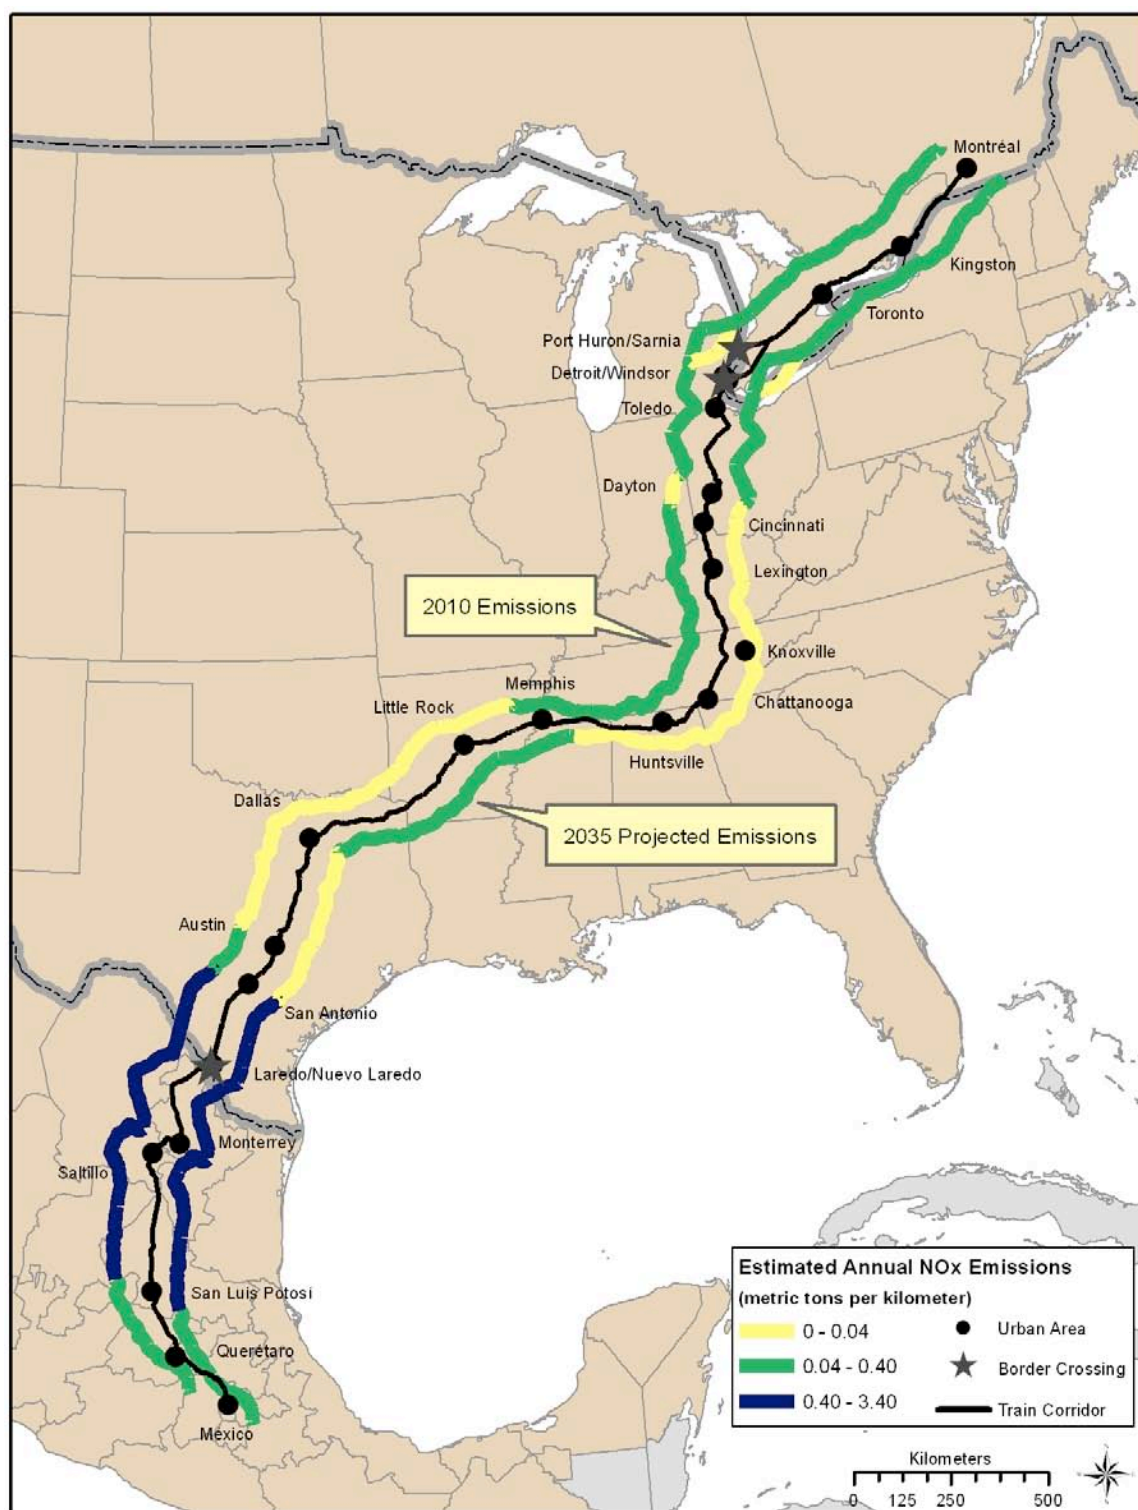 Montréal
Kingston
Toronto
Port Huron/Sarnia
Detroit/Windsor
Toledo
Dayton
Cincinnati
Lexington
2010 Emissions
Knoxville
Memphis
Chattanooga
Little Rock
Huntsville
Dallas
2035 Projected Emissions
Austin
San Antonio
Laredo/Nuevo Laredo
Monterrey
Saltillo
San Luis Potosí
Querétaro
México
Estimated Annual NOx Emissions
(metric tons per kilometer)
0 - 0.04
Urban Area
0.04 - 0.40
Border Crossing
0.40 - 3.40
Train Corridor
Kilometers
0 125 250 500